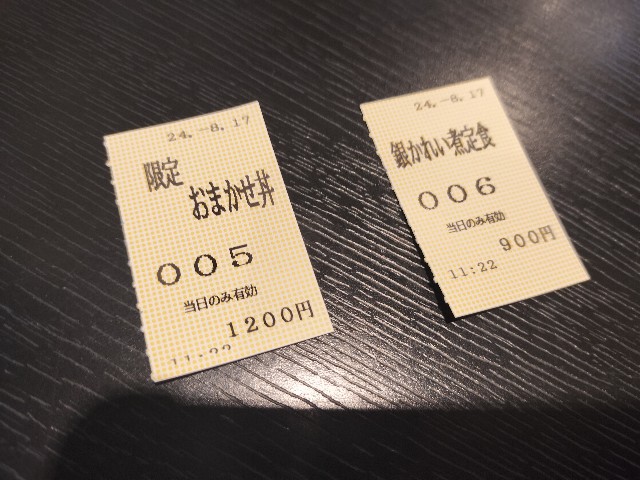 24.-8.17
限定
おまかせ丼
005
当日のみ有効
1200円
11:22
24.-8.17
銀かれい煮定食
006
当日のみ有効
900円
11:22